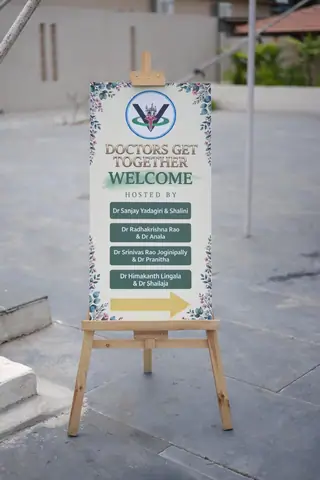 V
DOCTORS GET
TOGETHER
WELCOME
HOSTED BY
Dr Sanjay Yadagiri & Shalini
Dr Radhakrishna Rao
& Dr Anala
Dr Srinivas Rao Joginipally
& Dr Pranitha
Dr Himakanth Lingala
& Dr Shailaja